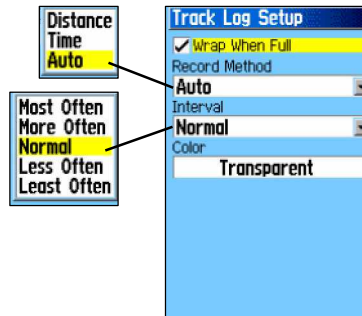 Distance
Time
Auto
Most Often
More Often
Normal
Less Often
Least Often
Track Log Setup
Wrap When Full
Record Method
Auto
Interval
Normal
Color
Transparent